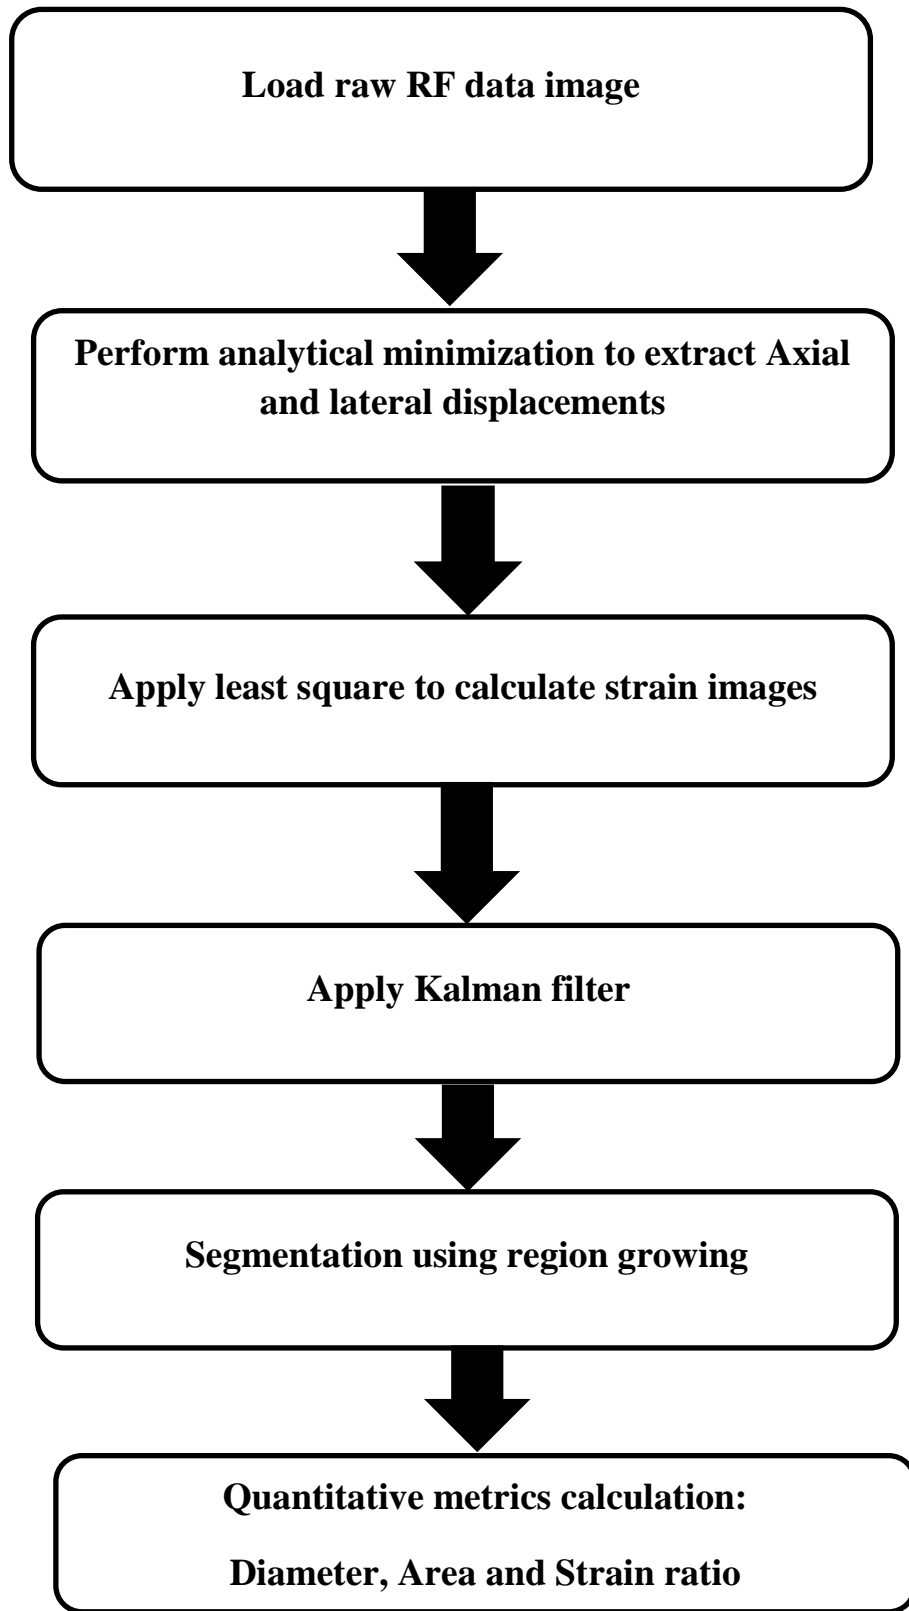 Load raw RF data image
Perform analytical minimization to extract Axial
and lateral displacements
Apply least square to calculate strain images
Apply Kalman filter
Segmentation using region growing
Quantitative metrics calculation:
Diameter, Area and Strain ratio